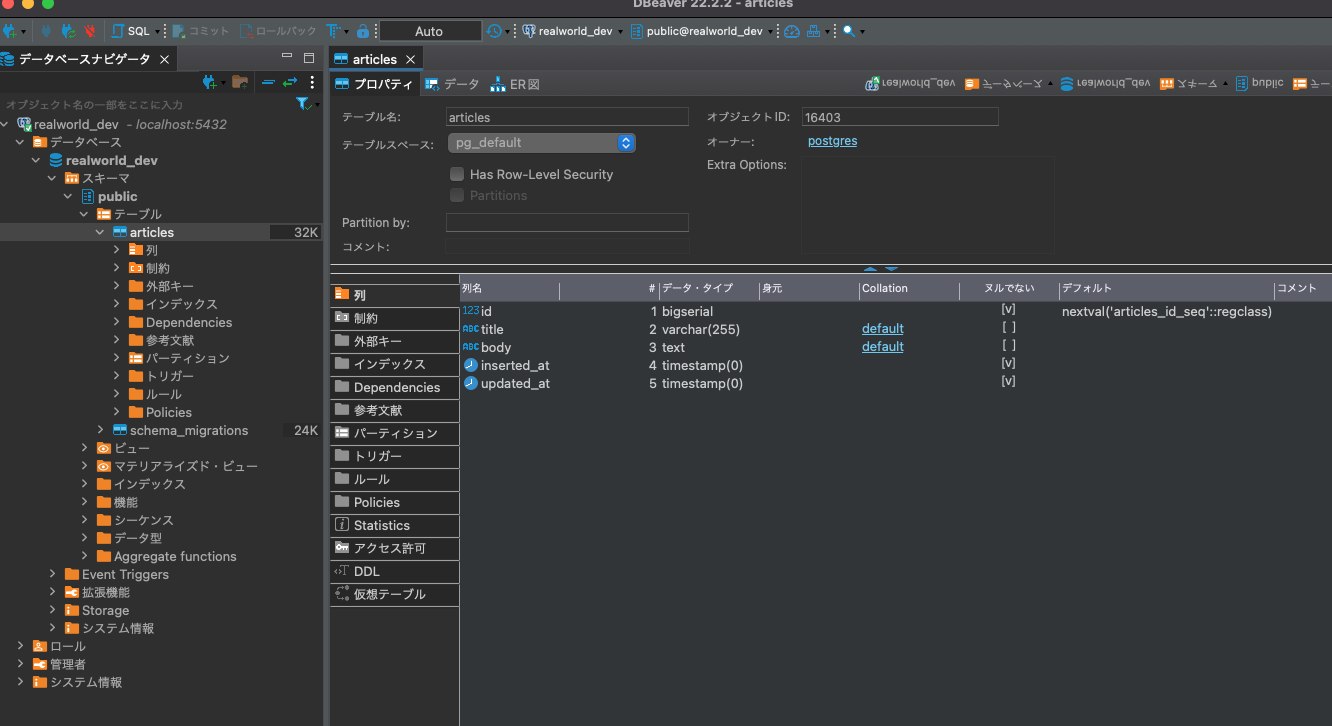 DBeaver 22.2.2 - articles
SQL コミット ロールバック Auto realworld_dev public@realworld_dev
データベースナビゲータ
オブジェクト名の一部をここに入力
realworld_dev - localhost:5432
データベース
realworld_dev
スキーマ
public
テーブル
articles 32K
列
制約
外部キー
インデックス
Dependencies
参考文献
パーティション
トリガー
ルール
Policies
schema_migrations 24K
ビュー
マテリアライズド・ビュー
インデックス
機能
シーケンス
データ型
Aggregate functions
Event Triggers
拡張機能
Storage
システム情報
ロール
管理者
システム情報
articles
プロパティ データ ER図
realworld_dev データベース realworld_dev スキーマ public テー
テーブル名: articles
テーブルスペース: pg_default
Has Row-Level Security
Partitions
Partition by:
コメント:
オブジェクトID: 16403
オーナー: postgres
Extra Options:
列
制約
外部キー
インデックス
Dependencies
参考文献
パーティション
トリガー
ルール
Policies
Statistics
アクセス許可
DDL
仮想テーブル
列名 # データ・タイプ 身元 Collation ヌルでない デフォルト コメント
123 id 1 bigserial [v] nextval('articles_id_seq'::regclass)
ABC title 2 varchar(255) default [ ]
ABC body 3 text default [ ]
inserted_at 4 timestamp(0) [v]
updated_at 5 timestamp(0) [v]